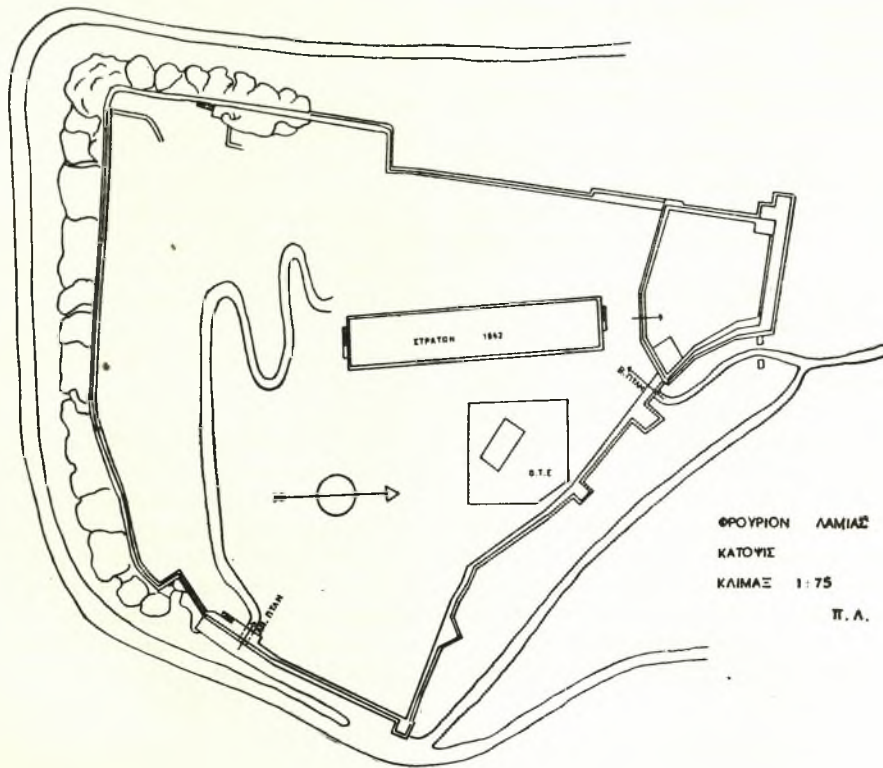 ΣΤΡΑΤΩΝ 1942
Β. ΠΥΛΗ
Ο.Τ.Ε
ΦΡΟΥΡΙΟΝ ΛΑΜΙΑΣ
ΚΑΤΟΨΙΣ
ΚΛΙΜΑΞ 1:75
Π.Λ.
ΠΥΛΗ